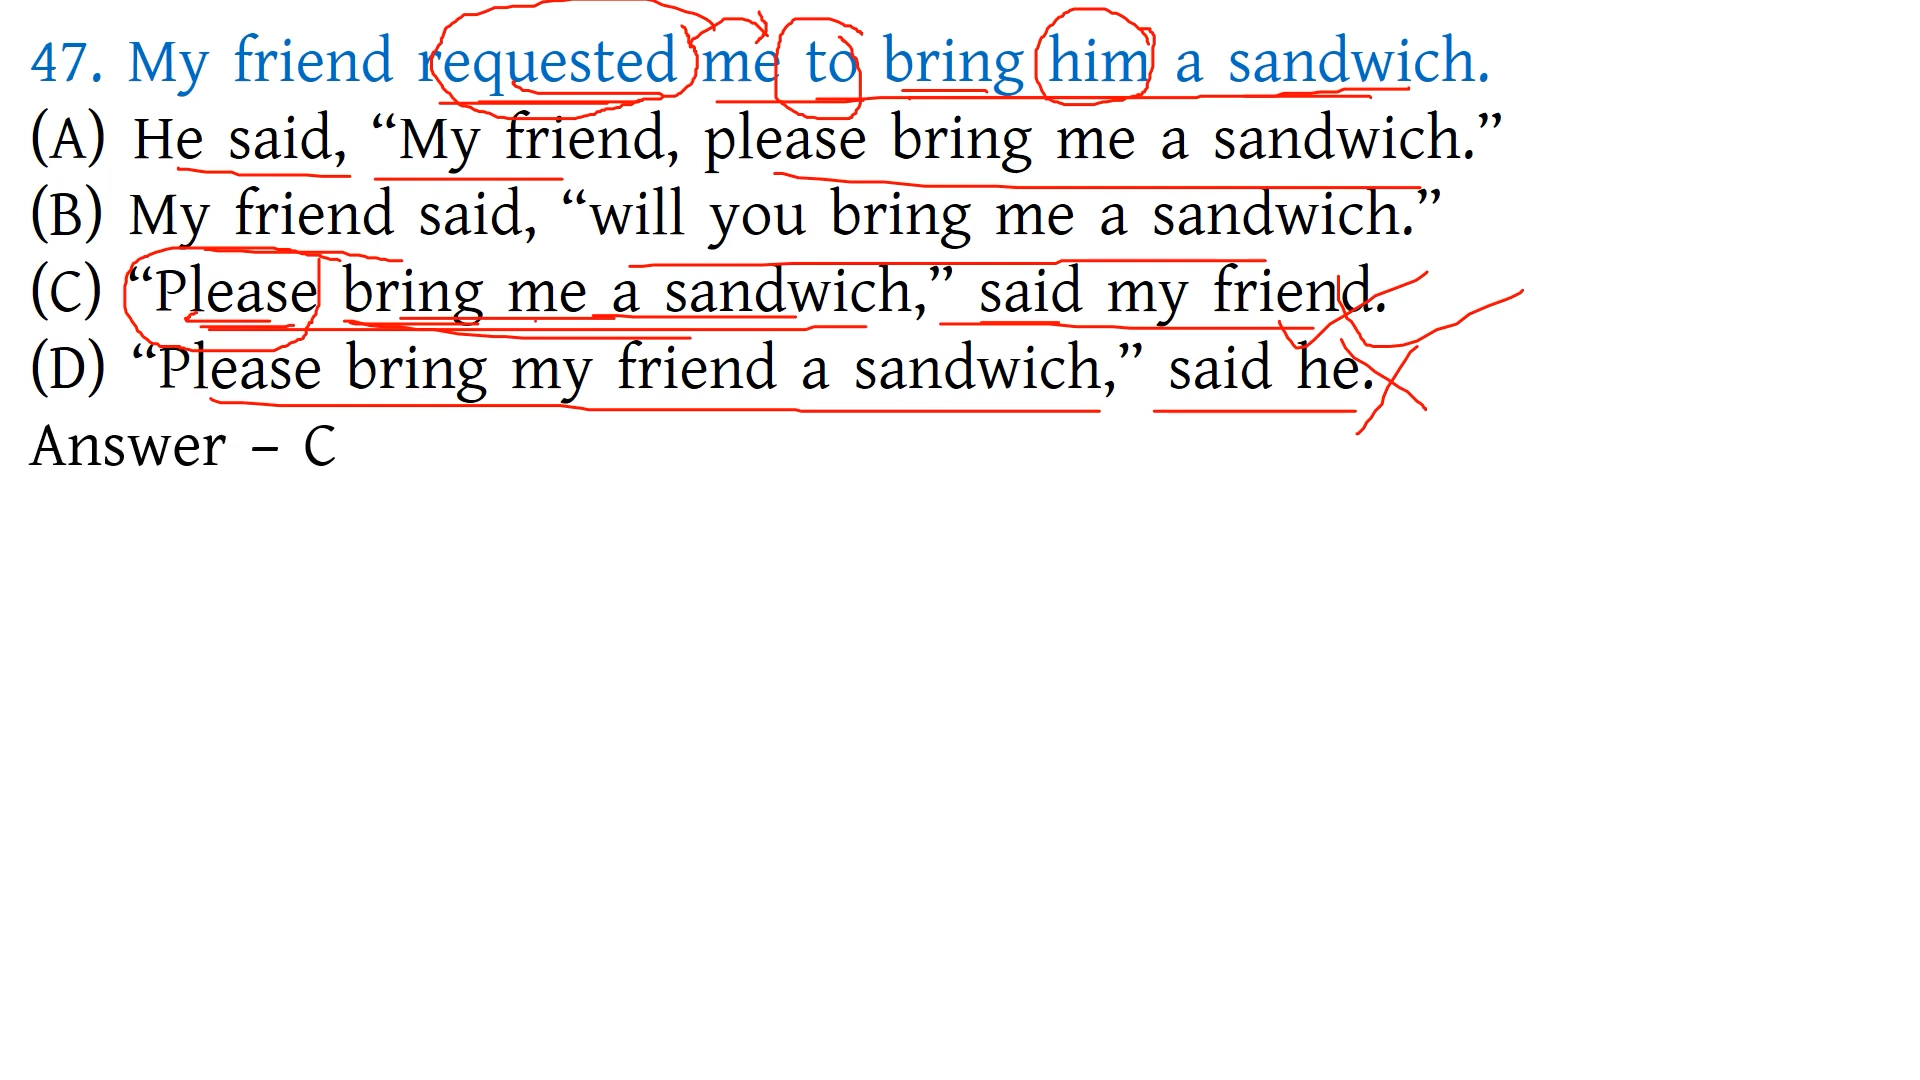 47. My friend requested me to bring him a sandwich.
(A) He said, “My friend, please bring me a sandwich.”
(B) My friend said, “will you bring me a sandwich.”
(C) “Please bring me a sandwich,” said my friend.
(D) “Please bring my friend a sandwich,” said he.
Answer – C